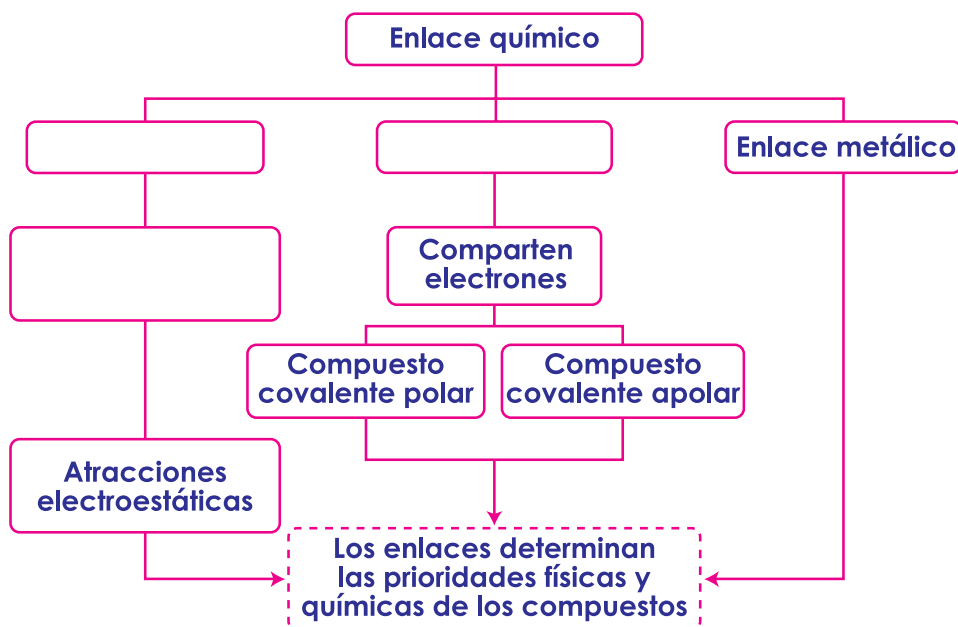 Enlace químico
Enlace metálico
Comparten
electrones
Compuesto
covalente polar
Compuesto
covalente apolar
Atracciones
electroestáticas
Los enlaces determinan
las prioridades físicas y
químicas de los compuestos